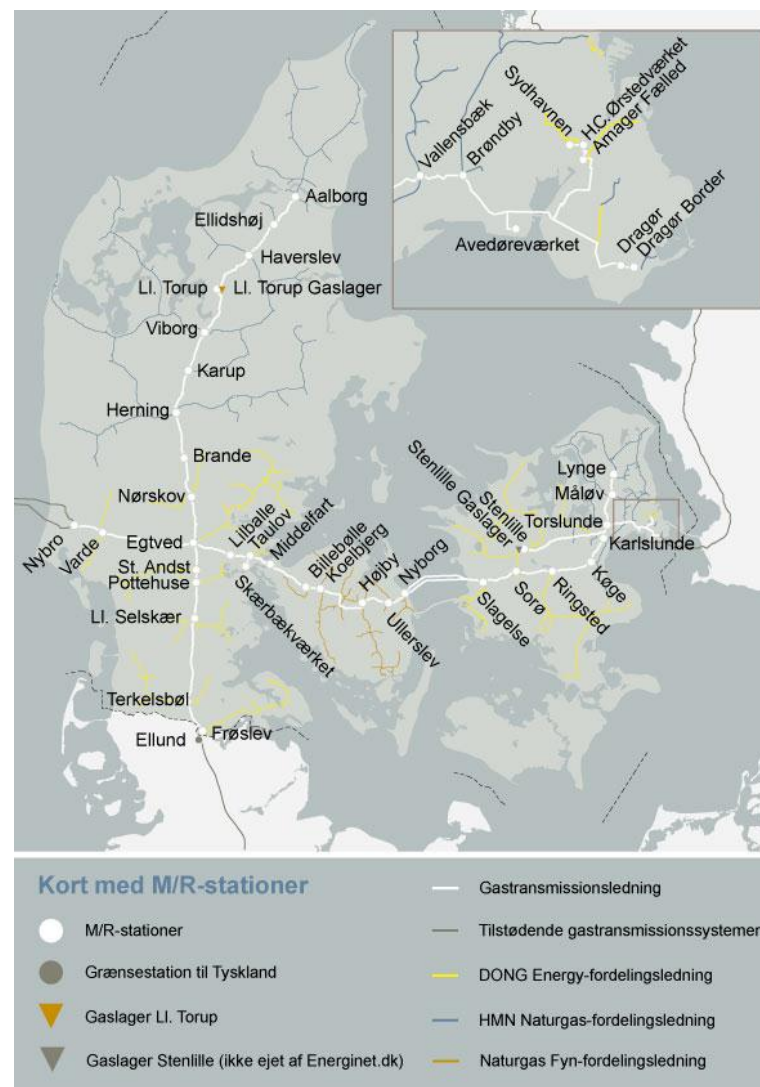 Sydhavnen
H.C. Ørstedværket
Amager Fælled
Vallensbæk
Brøndby
Avedøreværket
Dragør
Dragør Border
Aalborg
Ellidshøj
Haverslev
Ll. Torup
Ll. Torup Gaslager
Viborg
Karup
Herning
Brande
Nørskov
Nybro
Varde
Egtved
Lilballe
Taulov
Middelfart
St. Andst
Pottehuse
Skærbækværket
Ll. Selskær
Billebølle
Koelbjerg
Højby
Nyborg
Ullerslev
Terkelsbøl
Frøslev
Ellund
Lynge
Måløv
Torslunde
Stenlille
Stenlille Gaslager
Karlslunde
Køge
Slagelse
Sorø
Ringsted
Kort med M/R-stationer
M/R-stationer
Grænsestation til Tyskland
Gaslager Ll. Torup
Gaslager Stenlille (ikke ejet af Energinet.dk)
Gastransmissionsledning
Tilstødende gastransmissionssystemer
DONG Energy-fordelingsledning
HMN Naturgas-fordelingsledning
Naturgas Fyn-fordelingsledning